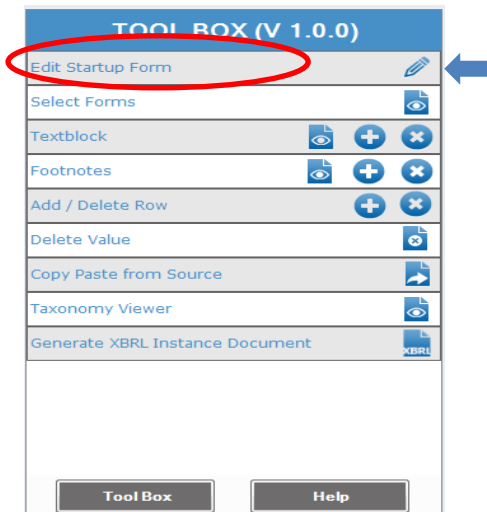 TOOL BOX (V 1.0.0)
Edit Startup Form
Select Forms
Textblock
Footnotes
Add / Delete Row
Delete Value
Copy Paste from Source
Taxonomy Viewer
Generate XBRL Instance Document XBRL
Tool Box Help